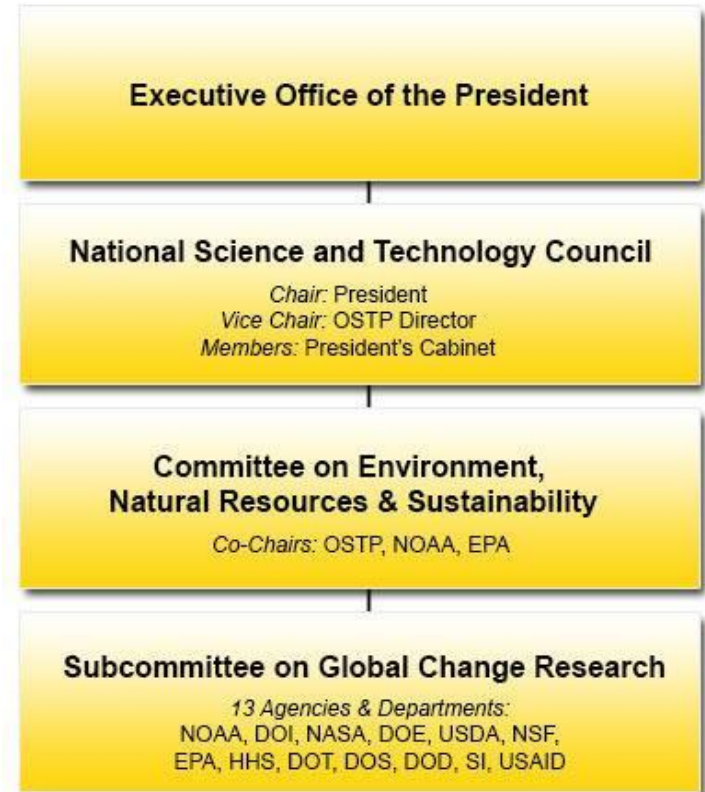 Executive Office of the President
National Science and Technology Council
Chair: President
Vice Chair: OSTP Director
Members: President's Cabinet
Committee on Environment,
Natural Resources & Sustainability
Co-Chairs: OSTP, NOAA, EPA
Subcommittee on Global Change Research
13 Agencies & Departments:
NOAA, DOI, NASA, DOE, USDA, NSF,
EPA, HHS, DOT, DOS, DOD, SI, USAID